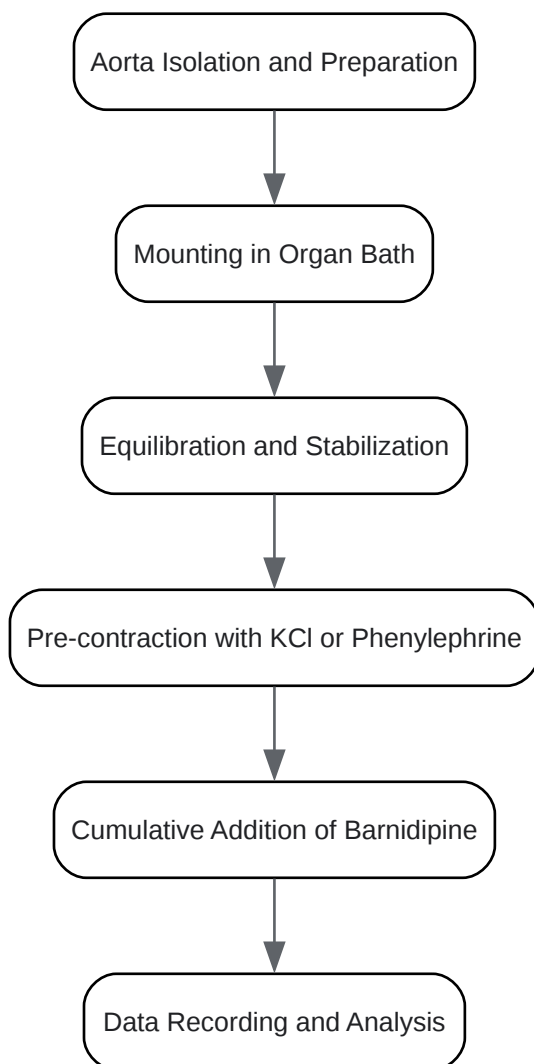 Aorta Isolation and Preparation
Mounting in Organ Bath
Equilibration and Stabilization
Pre-contraction with KCl or Phenylephrine
Cumulative Addition of Barnidipine
Data Recording and Analysis